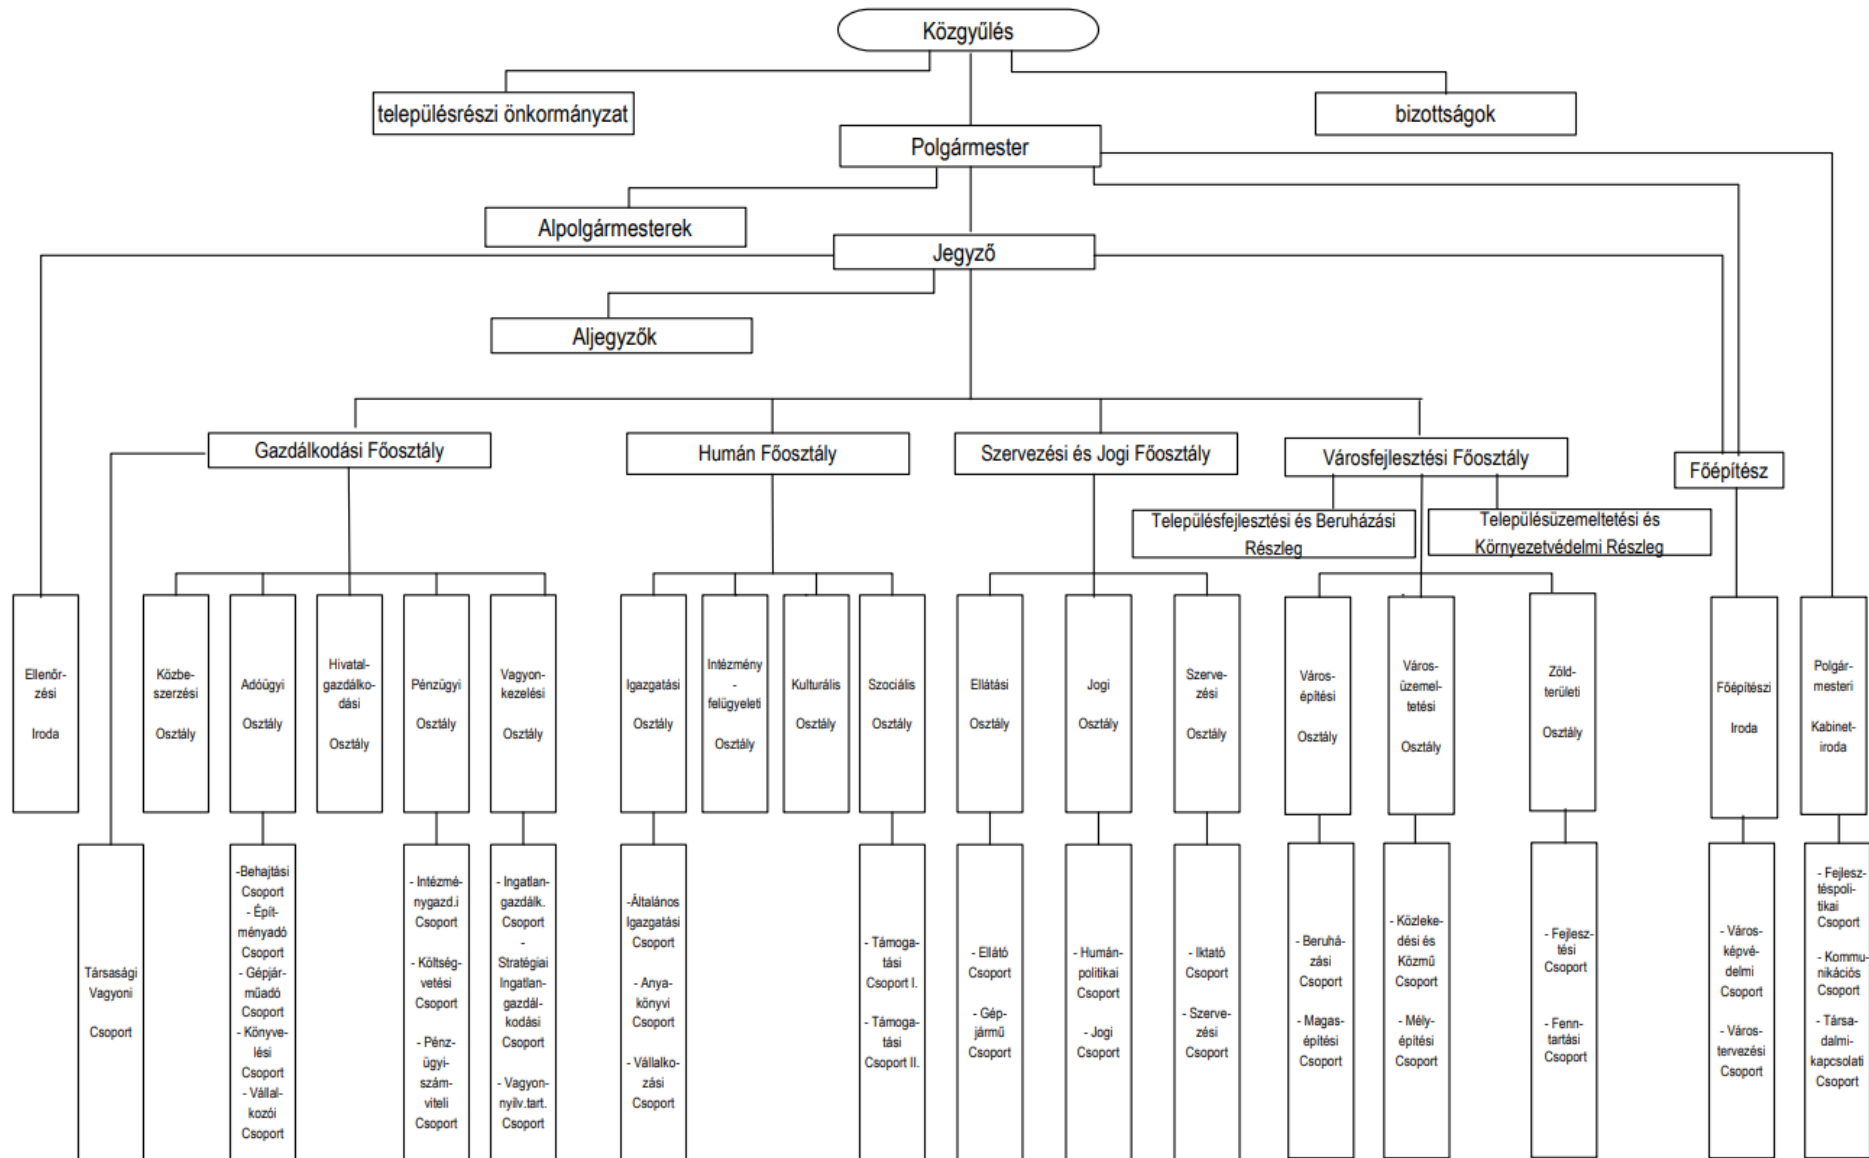 Közgyűlés
településrészi önkormányzat
bizottságok
Polgármester
Alpolgármesterek
Jegyző
Aljegyzők
Gazdálkodási Főosztály
Humán Főosztály
Szervezési és Jogi Főosztály
Városfejlesztési Főosztály
Főépítész
Településfejlesztési és Beruházási
Részleg
Településüzemeltetési és
Környezetvédelmi Részleg
Ellenőr-
zési
Iroda
Közbe-
szerzési
Osztály
Adóügyi
Osztály
Hivatal-
gazdálko-
dási
Osztály
Pénzügyi
Osztály
Vagyon-
kezelési
Osztály
Igazgatási
Osztály
Intézmény
-
felügyeleti
Osztály
Kulturális
Osztály
Szociális
Osztály
Ellátási
Osztály
Jogi
Osztály
Szerve-
zési
Osztály
Város-
építési
Osztály
Város-
üzemel-
tetési
Osztály
Zöld-
területi
Osztály
Főépítészi
Iroda
Polgár-
mesteri
Kabinet-
iroda
Társasági
Vagyoni
Csoport
-Behajtási
Csoport
- Épít-
ményadó
Csoport
- Gépjár-
műadó
Csoport
- Könyve-
lési
Csoport
- Vállal-
kozói
Csoport
- Intézmé-
nygazd.i
Csoport
- Költség-
vetési
Csoport
- Pénz-
ügyi-
szám-
viteli
Csoport
- Ingatlan-
gazdálk.
Csoport
-
Stratégiai
Ingatlan-
gazdál-
kodási
Csoport
- Vagyon-
nyilv.tart.
Csoport
-Általános
Igazgatási
Csoport
- Anya-
könyvi
Csoport
- Vállalko-
zási
Csoport
- Támoga-
tási
Csoport I.
- Támoga-
tási
Csoport II.
- Ellátó
Csoport
- Gép-
jármű
Csoport
- Humán-
politikai
Csoport
- Jogi
Csoport
- Iktató
Csoport
- Szerve-
zési
Csoport
- Beruhá-
zási
Csoport
- Magas-
építési
Csoport
- Közleke-
dési és
Közmű
Csoport
- Mély-
építési
Csoport
- Fejlesz-
tési
Csoport
- Fenn-
tartási
Csoport
- Város-
képvé-
delmi
Csoport
- Város-
tervezési
Csoport
- Fejlesz-
téspoli-
tikai
Csoport
- Kommu-
nikációs
Csoport
- Társa-
dalmi-
kapcsolati
Csoport